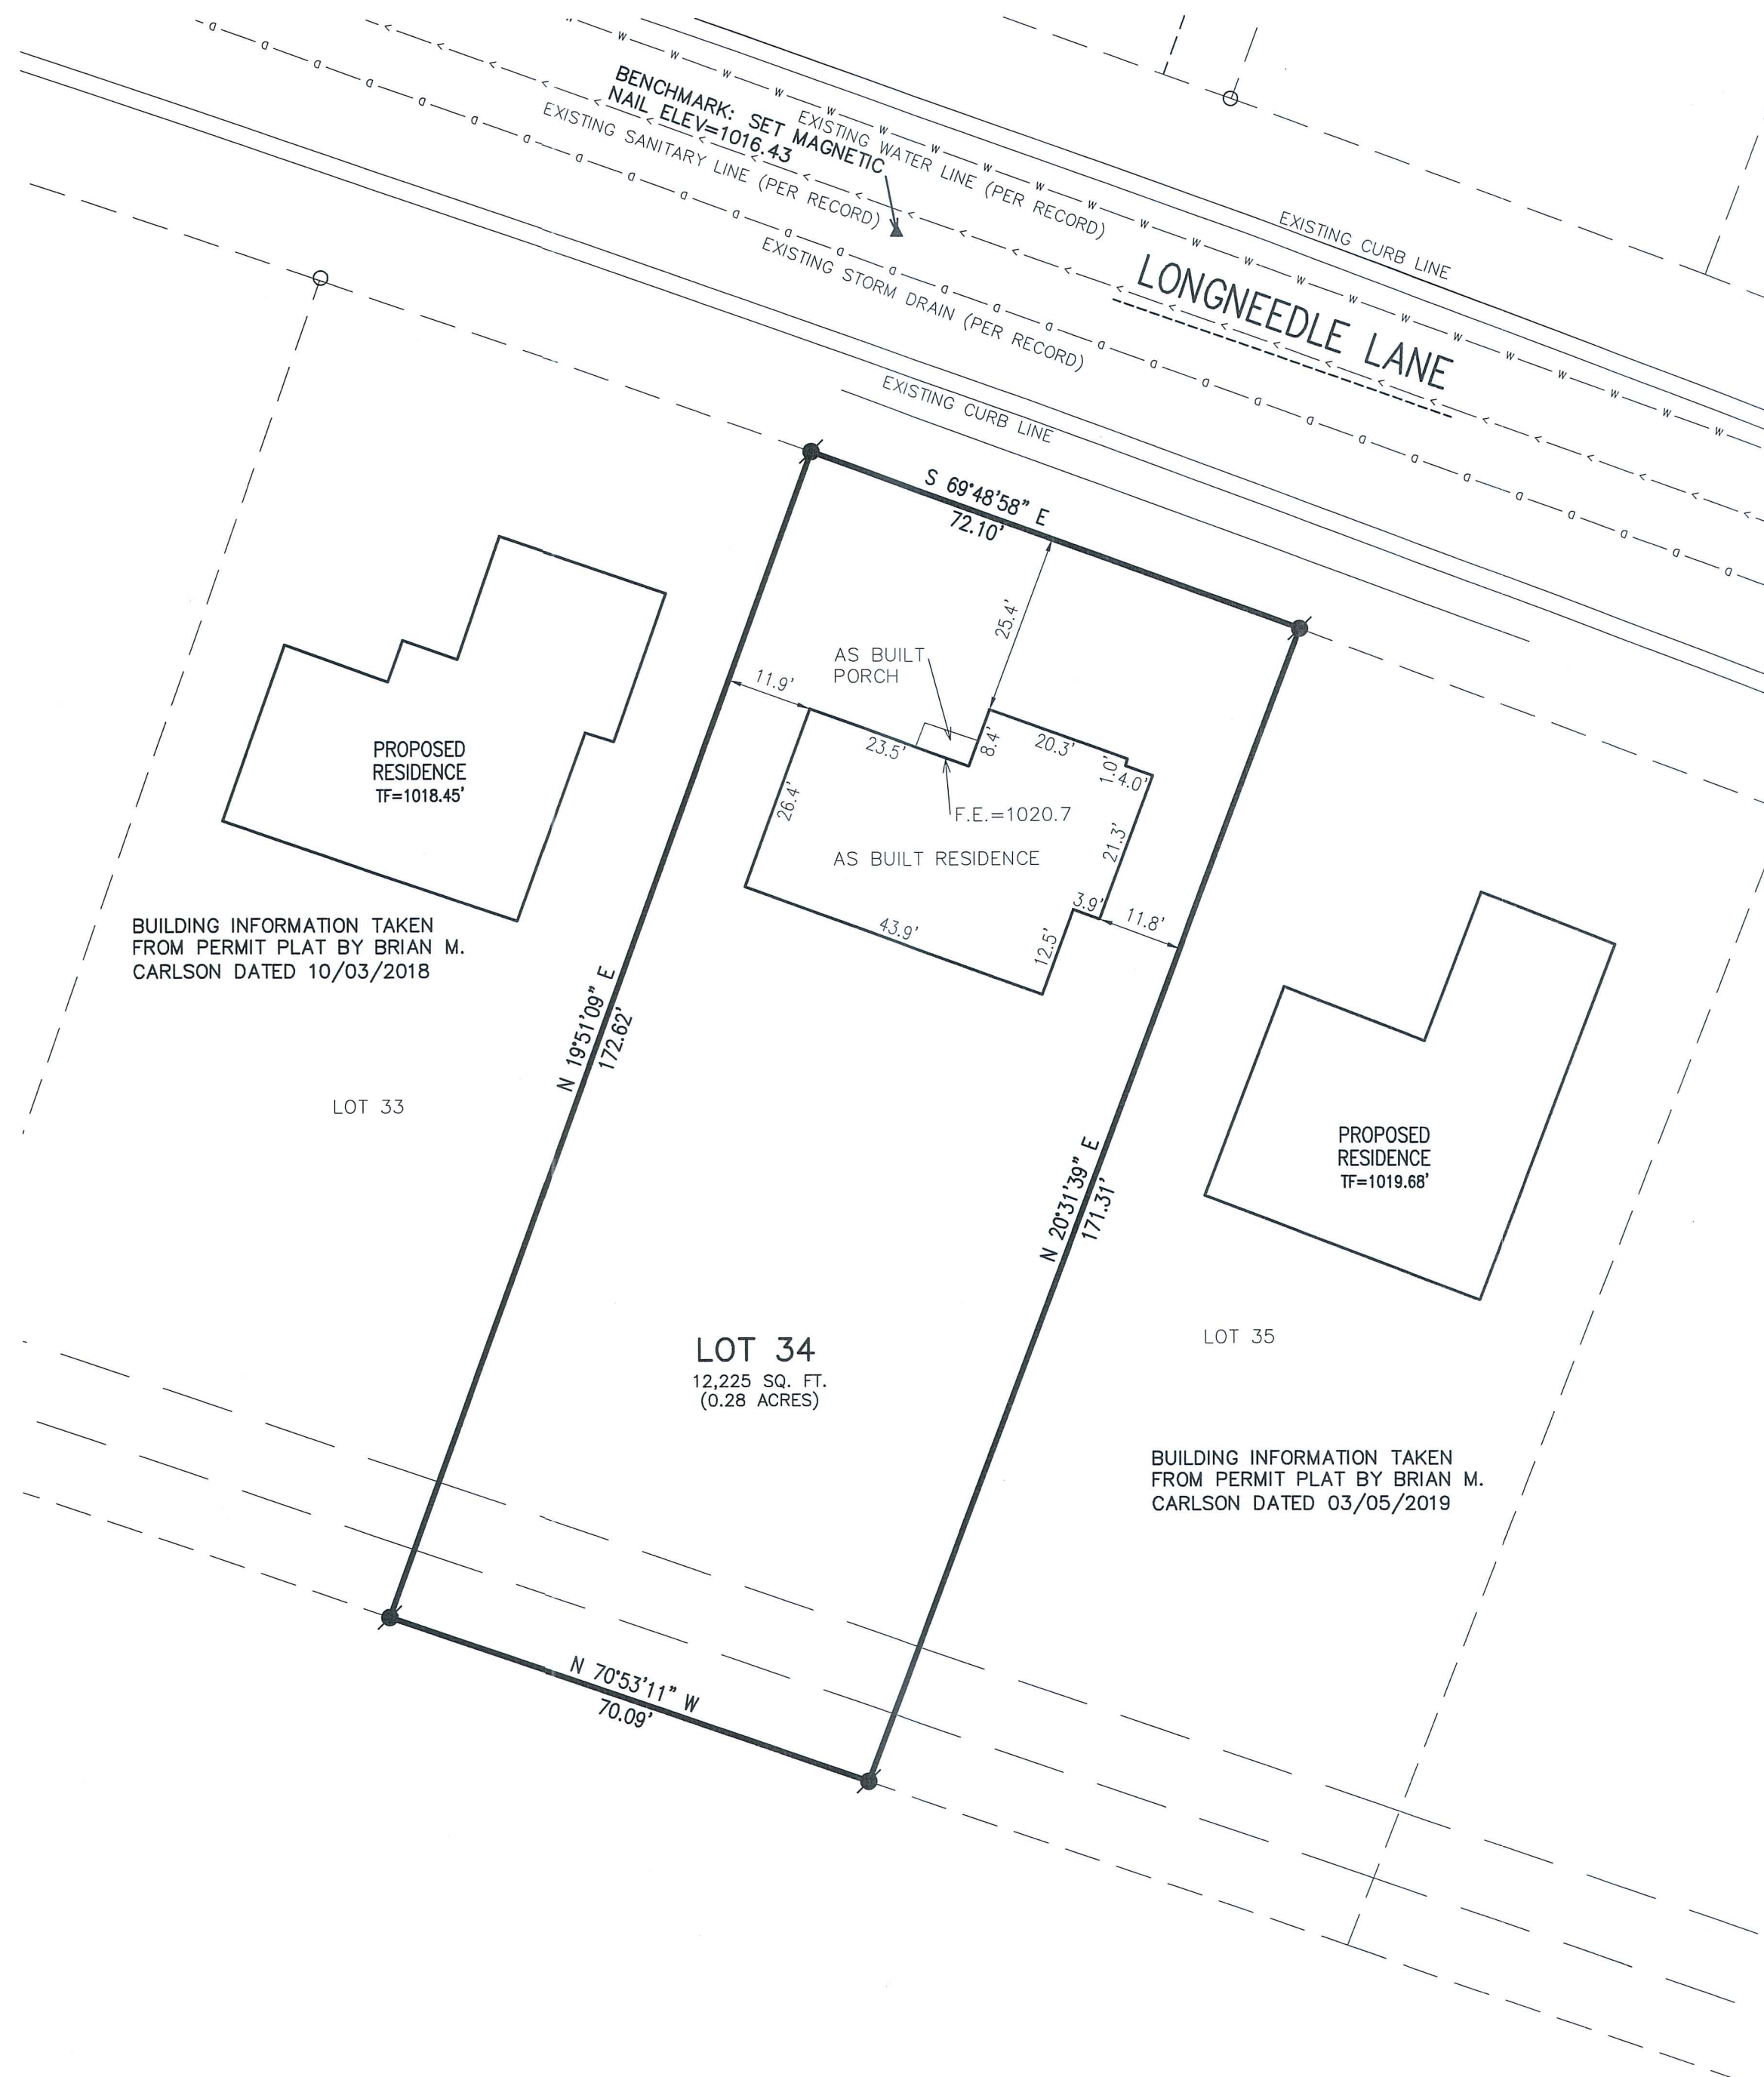 BENCHMARK: SET MAGNETIC
NAIL ELEV=1016.43
EXISTING WATER LINE (PER RECORD)
EXISTING SANITARY LINE (PER RECORD)
EXISTING STORM DRAIN (PER RECORD)
EXISTING CURB LINE
LONGNEEDLE LANE
EXISTING CURB LINE
S 69°48'58" E
72.10'
25.4'
AS BUILT
PORCH
11.9'
23.5'
8.4'
20.3'
1.0'
4.0'
26.4'
F.E.=1020.7
21.3'
AS BUILT RESIDENCE
3.9'
11.8'
43.9'
12.5'
PROPOSED
RESIDENCE
TF=1018.45'
BUILDING INFORMATION TAKEN
FROM PERMIT PLAT BY BRIAN M.
CARLSON DATED 10/03/2018
N 19°51'09" E
172.62'
LOT 33
N 20°31'39" E
171.31'
PROPOSED
RESIDENCE
TF=1019.68'
LOT 35
LOT 34
12,225 SQ. FT.
(0.28 ACRES)
BUILDING INFORMATION TAKEN
FROM PERMIT PLAT BY BRIAN M.
CARLSON DATED 03/05/2019
N 70°53'11" W
70.09'